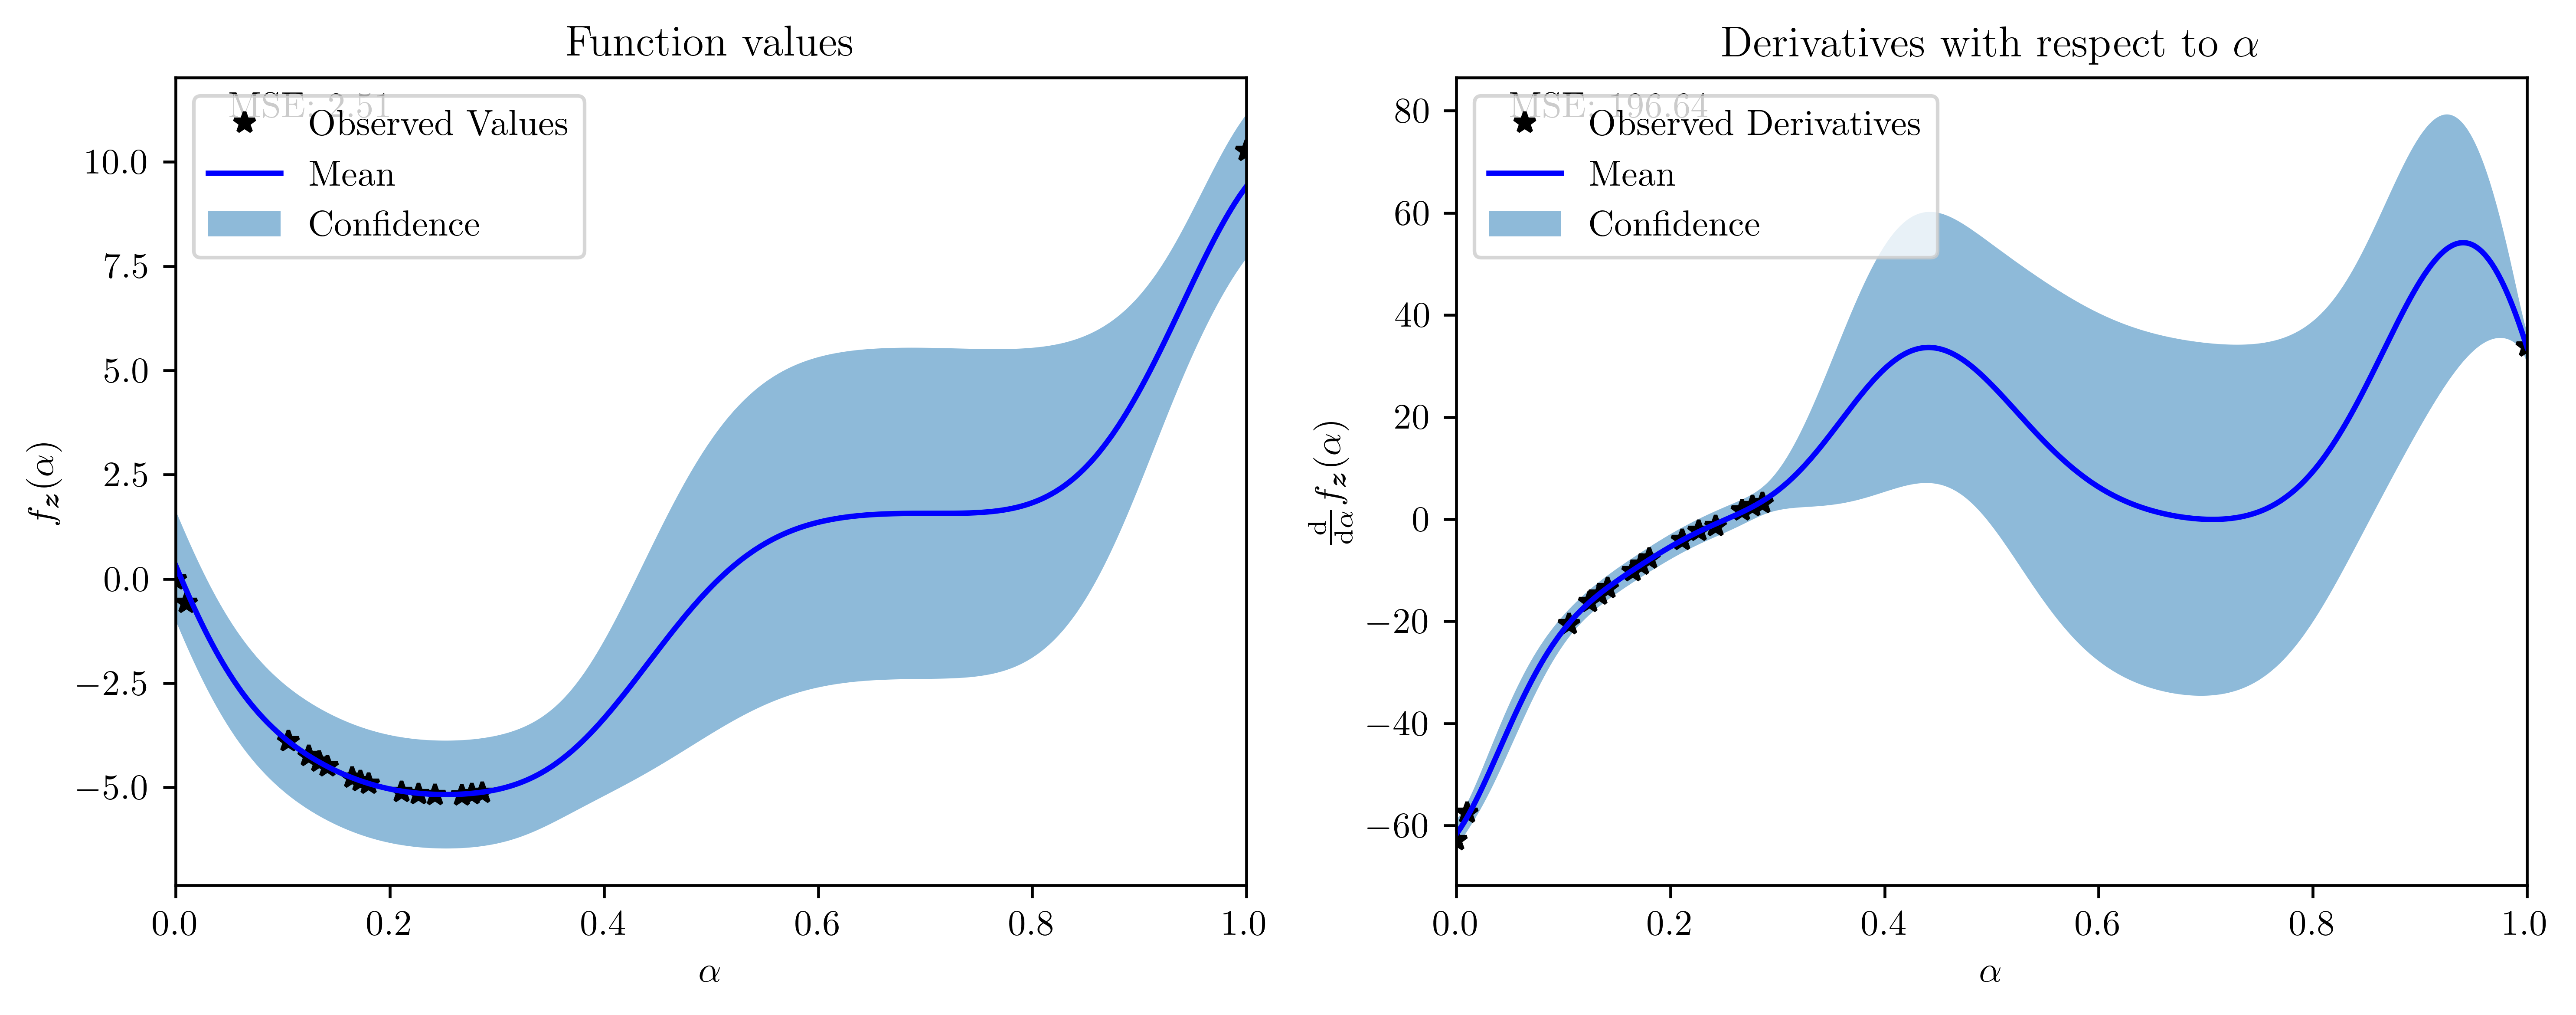 Function values
MSE: 2.51
Observed Values
Mean
Confidence
10.0
7.5
5.0
2.5
0.0
−2.5
−5.0
f_z(α)
0.0 0.2 0.4 0.6 0.8 1.0
α
Derivatives with respect to α
MSE: 196.64
Observed Derivatives
Mean
Confidence
80
60
40
20
0
−20
−40
−60
d/dα f_z(α)
0.0 0.2 0.4 0.6 0.8 1.0
α